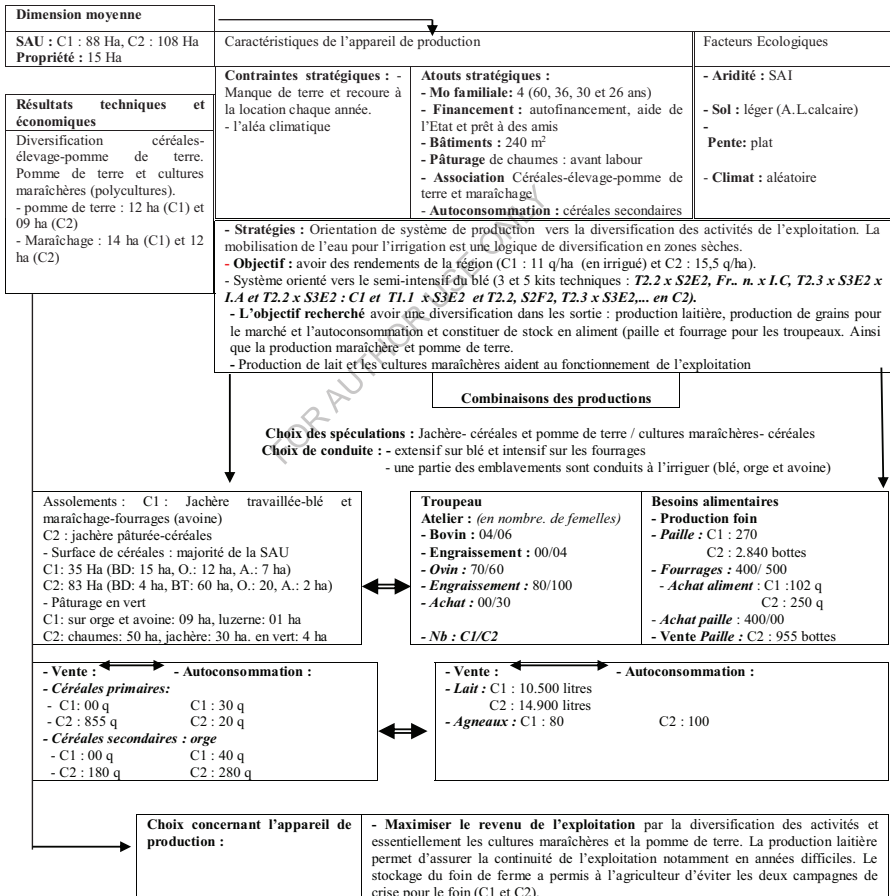 Dimension moyenne
SAU : C1 : 88 Ha, C2 : 108 Ha
Propriété : 15 Ha
Caractéristiques de l’appareil de production
Facteurs Ecologiques
Contraintes stratégiques : -
Manque de terre et recoure à
la location chaque année.
- l’aléa climatique
Atouts stratégiques :
- Mo familiale: 4 (60, 36, 30 et 26 ans)
- Financement: autofinancement, aide de
l’Etat et prêt à des amis
- Bâtiments : 240 m²
- Pâturage de chaumes : avant labour
- Association Céréales-élevage-pomme de
terre et maraîchage
- Autoconsommation : céréales secondaires
- Aridité : SAI
- Sol : léger (A.L.calcaire)
-
Pente: plat
- Climat : aléatoire
Résultats techniques et
économiques
Diversification céréales-
élevage-pomme de terre.
Pomme de terre et cultures
maraîchères (polycultures).
- pomme de terre : 12 ha (C1) et
09 ha (C2)
- Maraîchage : 14 ha (C1) et 12
ha (C2)
- Stratégies : Orientation de système de production vers la diversification des activités de l’exploitation. La
mobilisation de l’eau pour l’irrigation est une logique de diversification en zones sèches.
- Objectif : avoir des rendements de la région (C1 : 11 q/ha (en irrigué) et C2 : 15,5 q/ha).
- Système orienté vers le semi-intensif du blé (3 et 5 kits techniques : T2.2 x S2E2, Fr.. n. x I.C, T2.3 x S3E2 x
I.A et T2.2 x S3E2 : C1 et T1.1 x S3E2 et T2.2, S2F2, T2.3 x S3E2,... en C2).
- L’objectif recherché avoir une diversification dans les sortie : production laitière, production de grains pour
le marché et l’autoconsommation et constituer de stock en aliment (paille et fourrage pour les troupeaux. Ainsi
que la production maraîchère et pomme de terre.
- Production de lait et les cultures maraîchères aident au fonctionnement de l’exploitation
FOR AUTHOR USE ONLY
Combinaisons des productions
Choix des spéculations : Jachère- céréales et pomme de terre / cultures maraîchères- céréales
Choix de conduite : - extensif sur blé et intensif sur les fourrages
- une partie des emblavements sont conduits à l’irriguer (blé, orge et avoine)
Assolements : C1 : Jachère travaillée-blé et
maraîchage-fourrages (avoine)
C2 : jachère pâturée-céréales
- Surface de céréales : majorité de la SAU
C1: 35 Ha (BD: 15 ha, O.: 12 ha, A.: 7 ha)
C2: 83 Ha (BD: 4 ha, BT: 60 ha, O.: 20, A.: 2 ha)
- Pâturage en vert
C1: sur orge et avoine: 09 ha, luzerne: 01 ha
C2: chaumes: 50 ha, jachère: 30 ha. en vert: 4 ha
Troupeau
Atelier : (en nombre. de femelles)
- Bovin : 04/06
- Engraissement : 00/04
- Ovin : 70/60
- Engraissement : 80/100
- Achat : 00/30
- Nb : C1/C2
Besoins alimentaires
- Production foin
- Paille : C1 : 270
C2 : 2.840 bottes
- Fourrages : 400/ 500
- Achat aliment : C1 :102 q
C2 : 250 q
- Achat paille : 400/00
- Vente Paille : C2 : 955 bottes
- Vente : - Autoconsommation :
- Céréales primaires:
- C1: 00 q C1 : 30 q
- C2 : 855 q C2 : 20 q
- Céréales secondaires : orge
- C1 : 00 q C1 : 40 q
- C2 : 180 q C2 : 280 q
- Vente : - Autoconsommation :
- Lait : C1 : 10.500 litres
C2 : 14.900 litres
- Agneaux : C1 : 80 C2 : 100
Choix concernant l’appareil de
production :
- Maximiser le revenu de l’exploitation par la diversification des activités et
essentiellement les cultures maraîchères et la pomme de terre. La production laitière
permet d’assurer la continuité de l’exploitation notamment en années difficiles. Le
stockage du foin de ferme a permis à l’agriculteur d’éviter les deux campagnes de
crise pour le foin (C1 et C2).